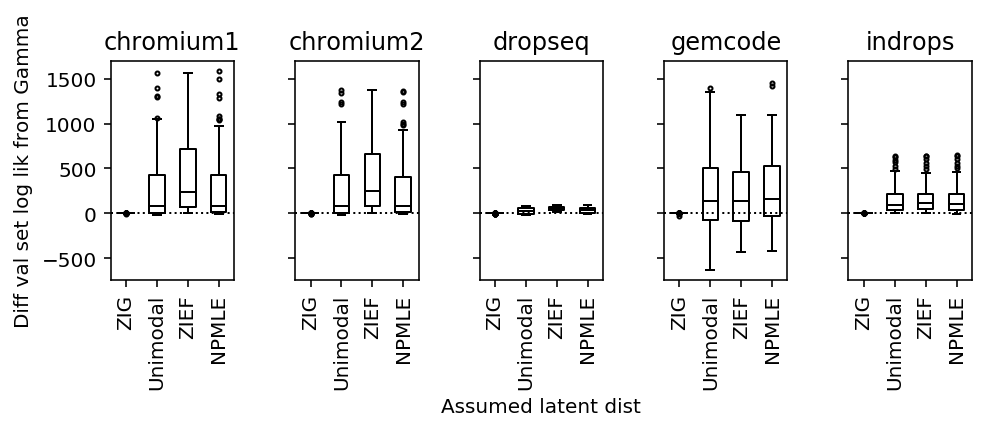 Diff val set log lik from Gamma
chromium1
chromium2
dropseq
gemcode
indrops
1500
1000
500
0
−500
ZIG
Unimodal
ZIEF
NPMLE
ZIG
Unimodal
ZIEF
NPMLE
ZIG
Unimodal
ZIEF
NPMLE
ZIG
Unimodal
ZIEF
NPMLE
ZIG
Unimodal
ZIEF
NPMLE
Assumed latent dist